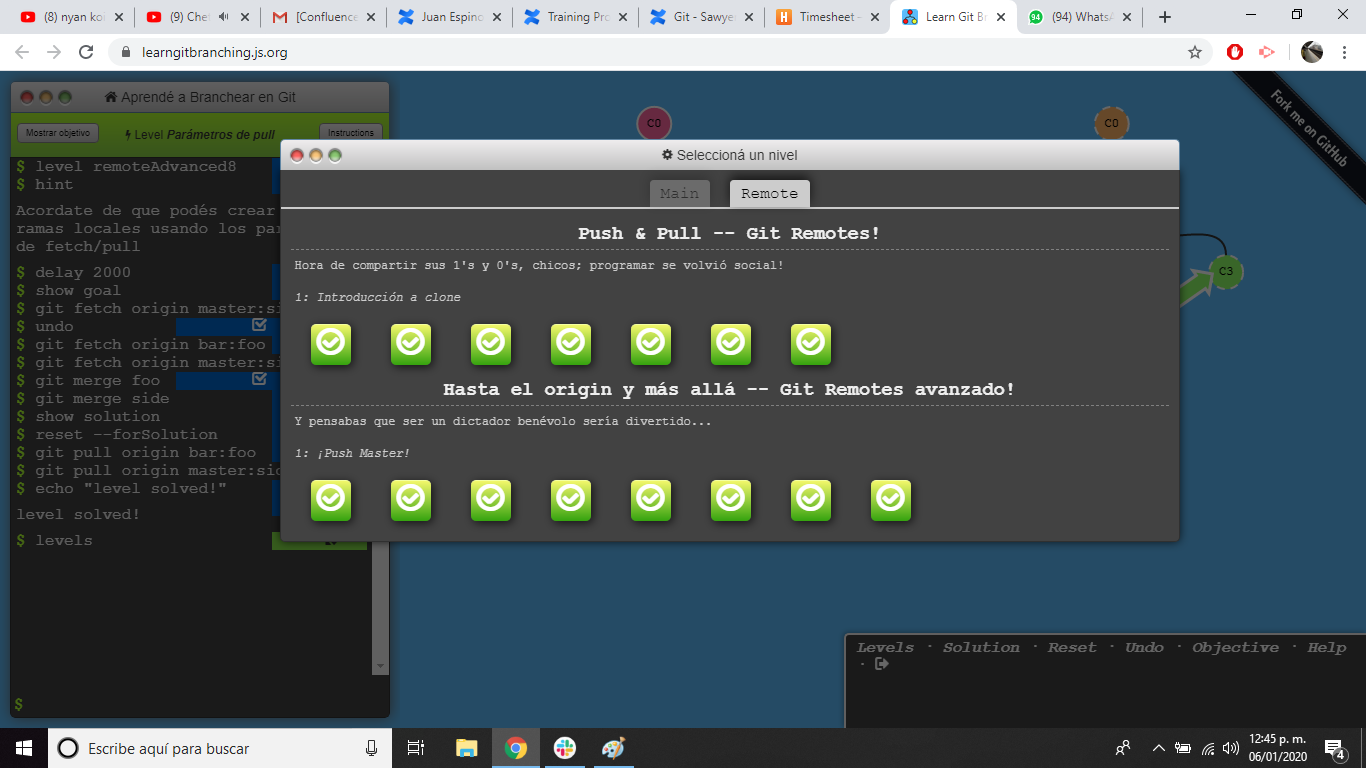 (8) nyan koi
(9) Che
[Confluence
Juan Espino
Training Pro
Git - Sawye
Timesheet -
Learn Git Br
(94) WhatsA
learngitbranching.js.org
Aprendé a Branchear en Git
Mostrar objetivo
Level Parámetros de pull
Instructions
$ level remoteAdvanced8
$ hint
Acordate de que podés crear
ramas locales usando los par
de fetch/pull
$ delay 2000
$ show goal
$ git fetch origin master:si
$ undo
$ git fetch origin bar:foo
$ git fetch origin master:si
$ git merge foo
$ git merge side
$ show solution
$ reset --forSolution
$ git pull origin bar:foo
$ git pull origin master:sid
$ echo "level solved!"
level solved!
$ levels
$
C0
C0
C3
Fork me on GitHub
Seleccioná un nivel
Main
Remote
Push & Pull -- Git Remotes!
Hora de compartir sus 1's y 0's, chicos; programar se volvió social!
1: Introducción a clone
Hasta el origin y más allá -- Git Remotes avanzado!
Y pensabas que ser un dictador benévolo sería divertido...
1: ¡Push Master!
Levels · Solution · Reset · Undo · Objective · Help
·
Escribe aquí para buscar
12:45 p. m.
06/01/2020
4